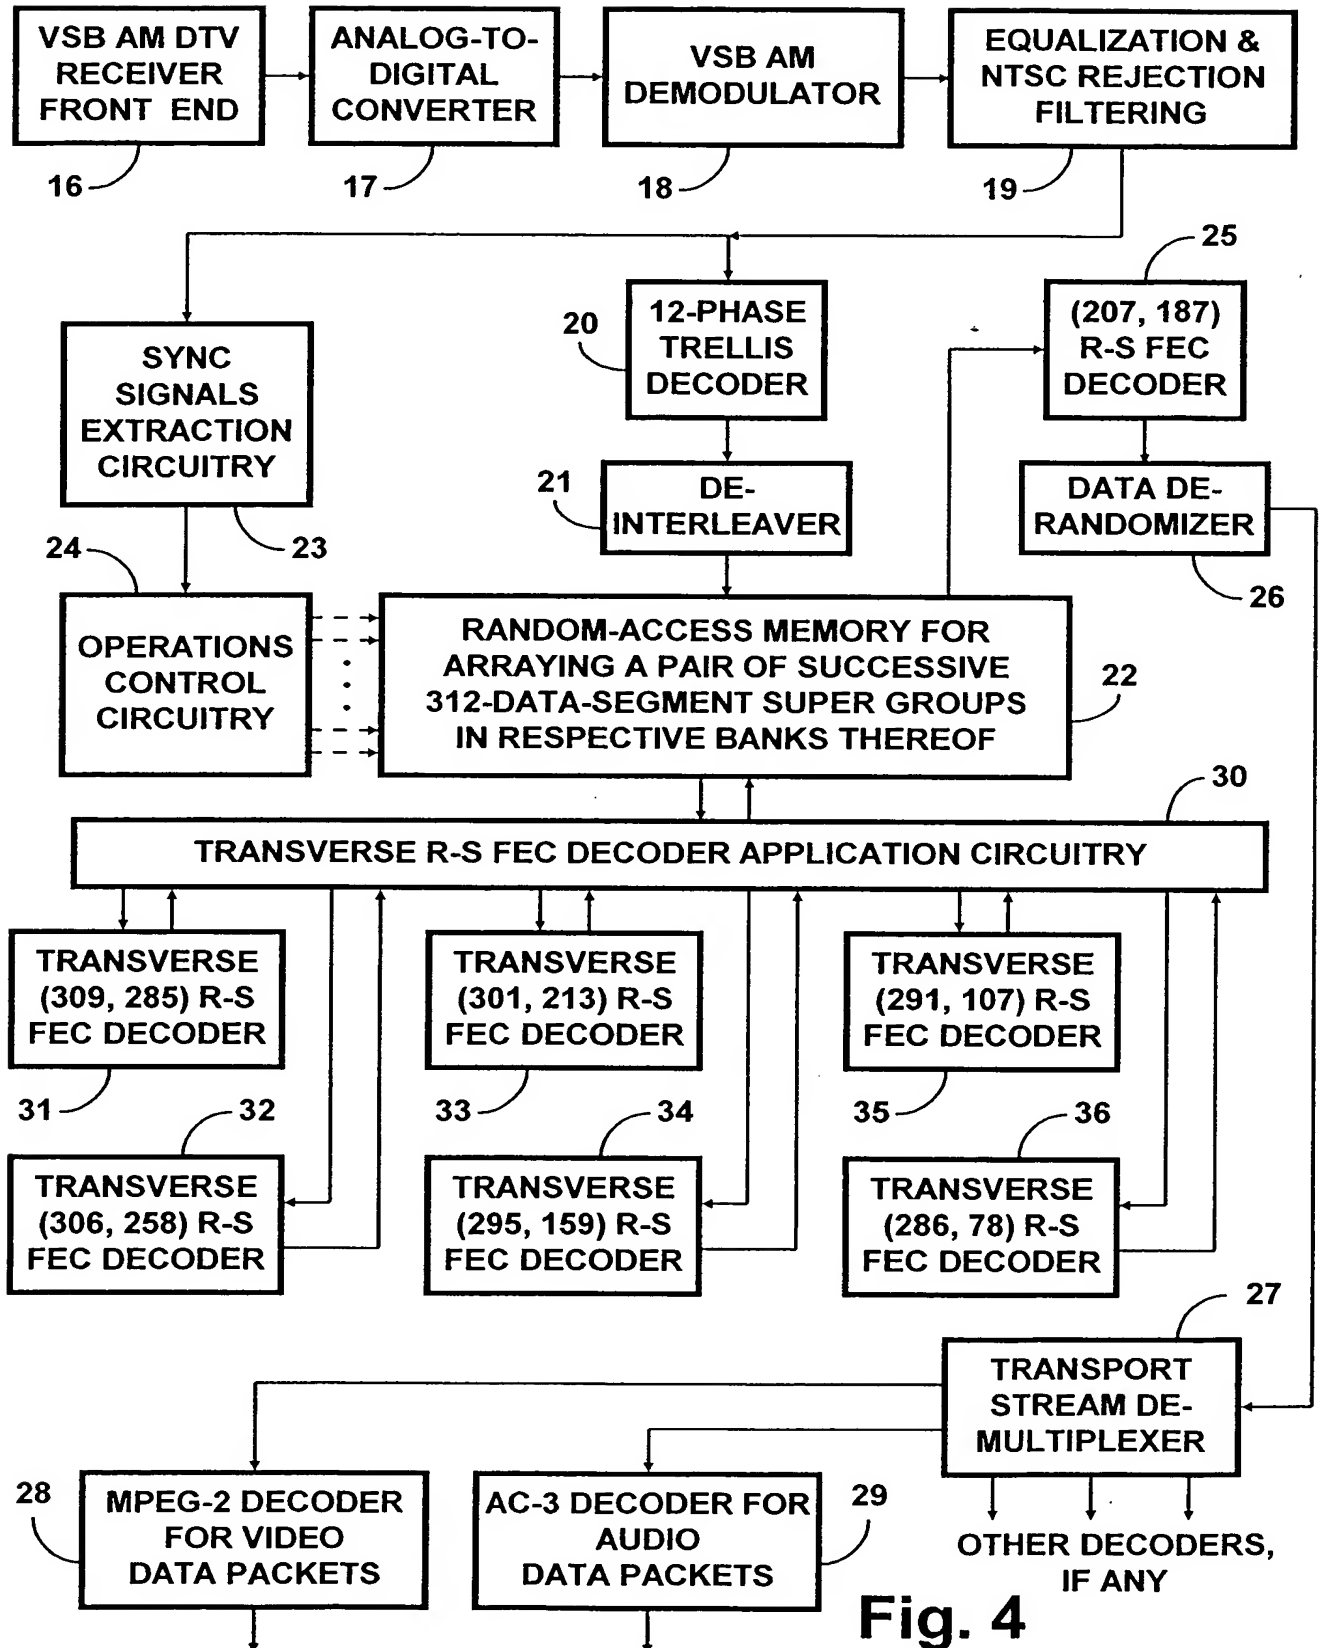 VSB AM DTV
RECEIVER
FRONT END
16
ANALOG-TO-
DIGITAL
CONVERTER
17
VSB AM
DEMODULATOR
18
EQUALIZATION &
NTSC REJECTION
FILTERING
19
SYNC
SIGNALS
EXTRACTION
CIRCUITRY
23
20
12-PHASE
TRELLIS
DECODER
25
(207, 187)
R-S FEC
DECODER
21
DE-
INTERLEAVER
DATA DE-
RANDOMIZER
26
24
OPERATIONS
CONTROL
CIRCUITRY
RANDOM-ACCESS MEMORY FOR
ARRAYING A PAIR OF SUCCESSIVE
312-DATA-SEGMENT SUPER GROUPS
IN RESPECTIVE BANKS THEREOF
22
30
TRANSVERSE R-S FEC DECODER APPLICATION CIRCUITRY
TRANSVERSE
(309, 285) R-S
FEC DECODER
31
TRANSVERSE
(301, 213) R-S
FEC DECODER
33
TRANSVERSE
(291, 107) R-S
FEC DECODER
35
32
TRANSVERSE
(306, 258) R-S
FEC DECODER
34
TRANSVERSE
(295, 159) R-S
FEC DECODER
36
TRANSVERSE
(286, 78) R-S
FEC DECODER
27
TRANSPORT
STREAM DE-
MULTIPLEXER
28
MPEG-2 DECODER
FOR VIDEO
DATA PACKETS
AC-3 DECODER FOR
AUDIO
DATA PACKETS
29
OTHER DECODERS,
IF ANY
Fig. 4